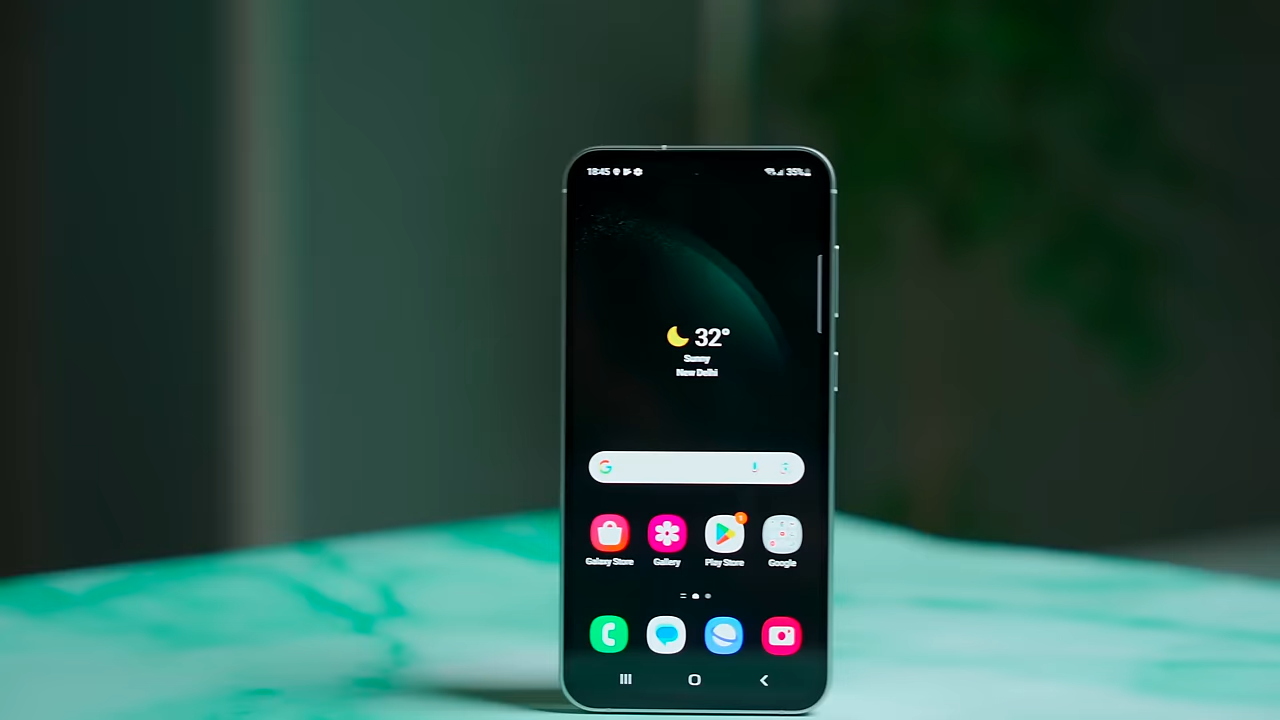 18:45
35%
32°
Sunny
New Delhi
G
Galaxy Store
Gallery
Play Store
Google